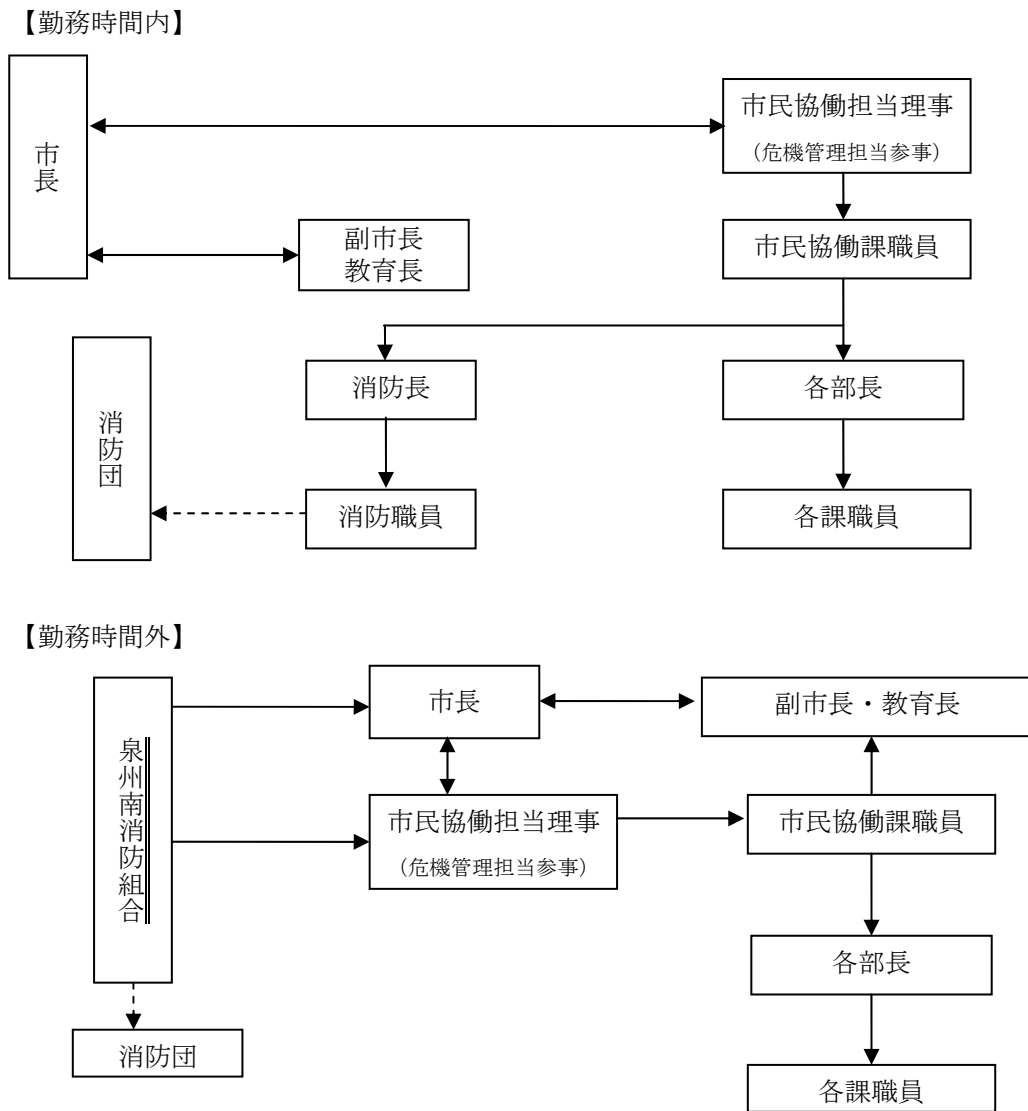 【勤務時間内】
市長
市民協働担当理事
（危機管理担当参事）
副市長
教育長
市民協働課職員
消防団
消防長
各部長
消防職員
各課職員
【勤務時間外】
泉州南消防組合
市長
副市長・教育長
市民協働担当理事
（危機管理担当参事）
市民協働課職員
各部長
消防団
各課職員